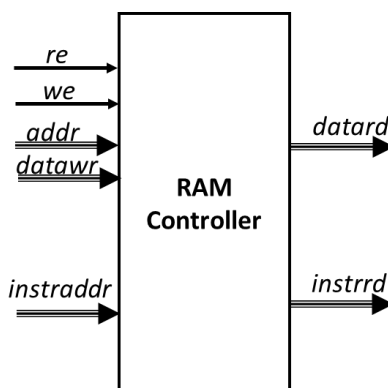 re
we
addr
datawr
instraddr
RAM
Controller
datard
instrrd